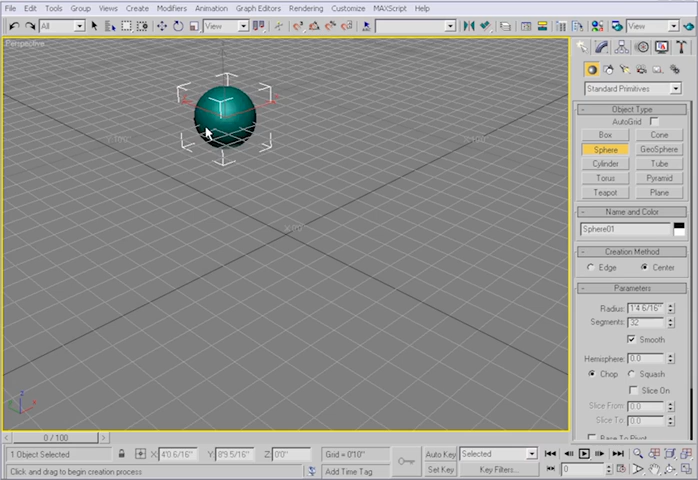 File Edit Tools Group Views Create Modifiers Animation Graph Editors Rendering Customize MAXScript Help
All View View
Perspective
Standard Primitives
- Object Type
AutoGrid
Box Cone
Sphere GeoSphere
Cylinder Tube
Torus Pyramid
Teapot Plane
- Name and Color
Sphere01
- Creation Method
Edge Center
- Parameters
Radius: 1'4 6/16"
Segments: 32
Smooth
Hemisphere: 0.0
Chop Squash
Slice On
Slice From: 0.0
Slice To: 0.0
Base To Pivot
< 0 / 100 >
1 Object Selected X: 4'0 6/16" Y: 8'9 5/16" Z: 0'0" Grid = 0'10" Auto Key Selected
Click and drag to begin creation process Add Time Tag Set Key Key Filters... 0